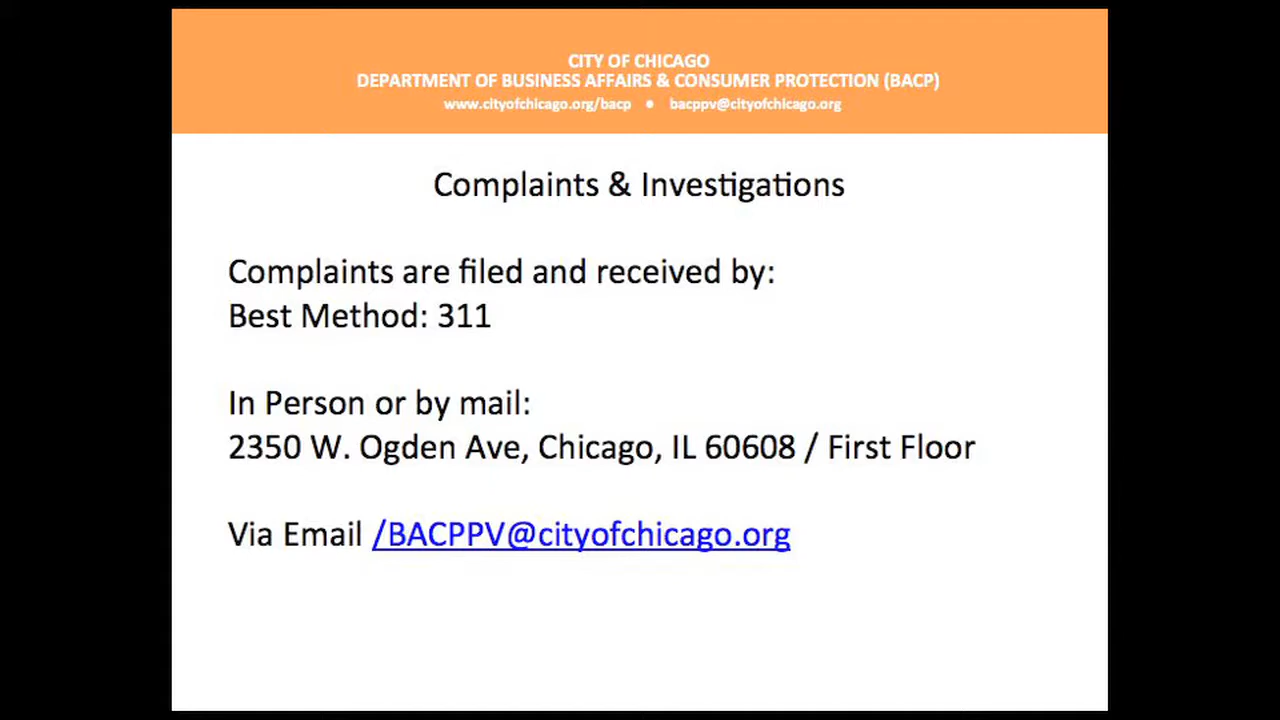 CITY OF CHICAGO
DEPARTMENT OF BUSINESS AFFAIRS & CONSUMER PROTECTION (BACP)
www.cityofchicago.org/bacp • bacppv@cityofchicago.org
Complaints & Investigations
Complaints are filed and received by:
Best Method: 311
In Person or by mail:
2350 W. Ogden Ave, Chicago, IL 60608 / First Floor
Via Email /BACPPV@cityofchicago.org